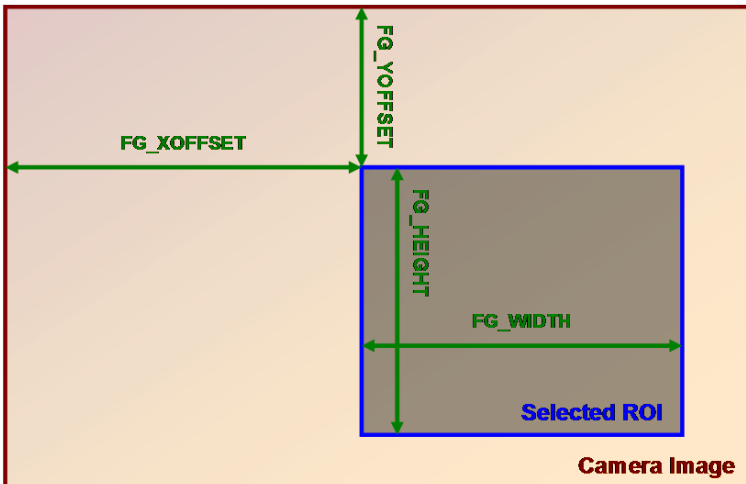 FG_YOFFSET
FG_XOFFSET
FG_HEIGHT
FG_WIDTH
Selected ROI
Camera Image